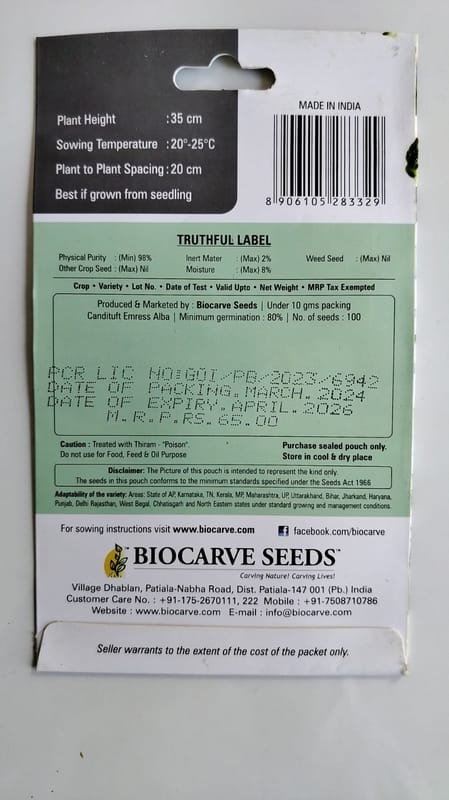 Plant Height : 35 cm
Sowing Temperature : 20°-25°C
Plant to Plant Spacing : 20 cm
Best if grown from seedling
MADE IN INDIA
8 906105 283329
TRUTHFUL LABEL
Physical Purity : (Min) 98% Inert Mater : (Max) 2% Weed Seed : (Max) Nil
Other Crop Seed : (Max) Nil Moisture : (Max) 8%
Crop • Variety • Lot No. • Date of Test • Valid Upto • Net Weight • MRP Tax Exempted
Produced & Marketed by : Biocarve Seeds | Under 10 gms packing
Candituft Emress Alba | Minimum germination : 80% | No. of seeds : 100
PCR LIC NO:GOI/PB/2023/6942
DATE OF PACKING.MARCH. 2024
DATE OF EXPIRY.APRIL. 2026
M.R.P.RS.65.00
Caution : Treated with Thiram - "Poison".
Do not use for Food, Feed & Oil Purpose
Purchase sealed pouch only.
Store in cool & dry place
Disclaimer: The Picture of this pouch is intended to represent the kind only.
The seeds in this pouch conforms to the minimum standards specified under the Seeds Act 1966
Adaptability of the variety: Areas: State of AP, Karnataka, TN, Kerala, MP, Maharashtra, UP, Uttarakhand, Bihar, Jharkand, Haryana,
Punjab, Delhi Rajasthan, West Begal, Chhatisgarh and North Eastern states under standard growing and management conditions.
For sowing instructions visit www.biocarve.com facebook.com/biocarve
BIOCARVE SEEDS™
Carving Nature! Carving Lives!
Village Dhablan, Patiala-Nabha Road, Dist. Patiala-147 001 (Pb.) India
Customer Care No. : +91-175-2670111, 222 Mobile : +91-7508710786
Website : www.biocarve.com E-mail : info@biocarve.com
Seller warrants to the extent of the cost of the packet only.